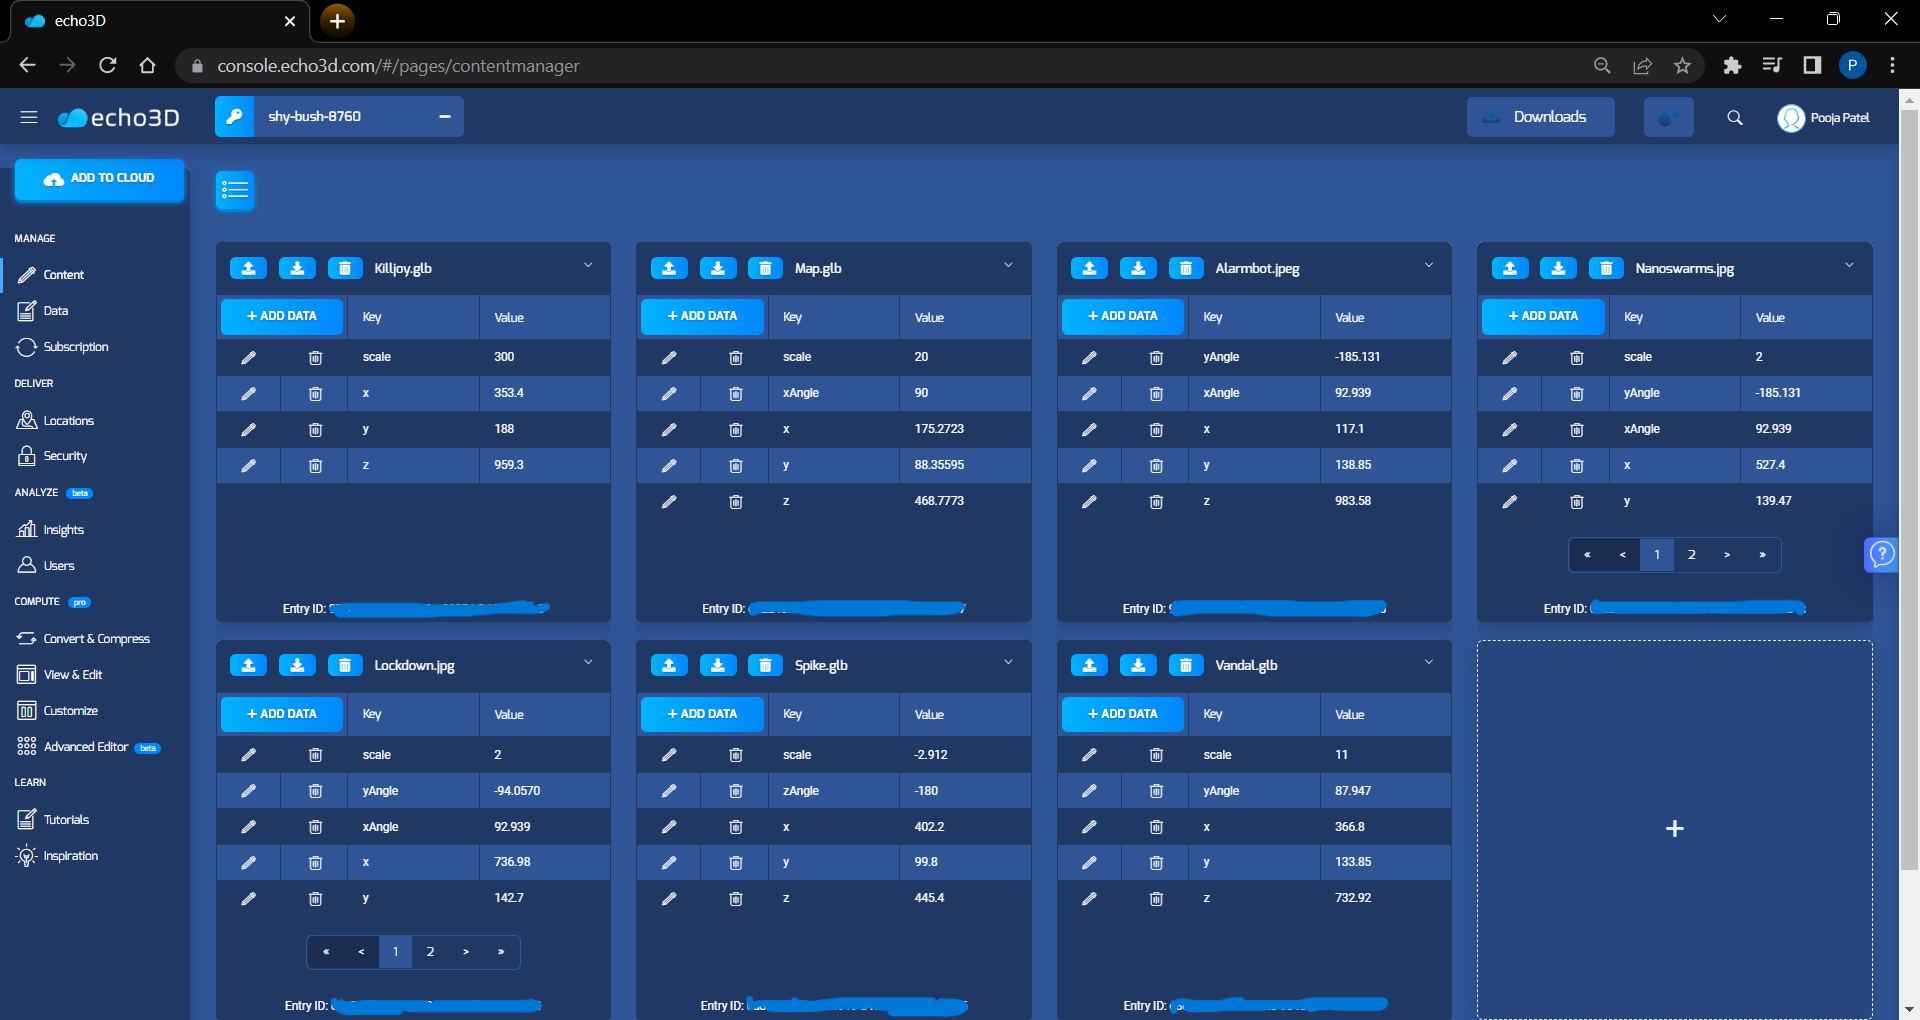 echo3D
console.echo3d.com/#/pages/contentmanager
P
echo3D
shy-bush-8760
Downloads
Pooja Patel
ADD TO CLOUD
MANAGE
Content
Data
Subscription
DELIVER
Locations
Security
ANALYZE beta
Insights
Users
COMPUTE pro
Convert & Compress
View & Edit
Customize
Advanced Editor beta
LEARN
Tutorials
Inspiration
Killjoy.glb
+ ADD DATA Key Value
scale 300
x 353.4
y 188
z 959.3
Entry ID:
Map.glb
+ ADD DATA Key Value
scale 20
xAngle 90
x 175.2723
y 88.35595
z 468.7773
Entry ID:
Alarmbot.jpeg
+ ADD DATA Key Value
yAngle -185.131
xAngle 92.939
x 117.1
y 138.85
z 983.58
Entry ID:
Nanoswarms.jpg
+ ADD DATA Key Value
scale 2
yAngle -185.131
xAngle 92.939
x 527.4
y 139.47
« < 1 2 > »
Entry ID:
Lockdown.jpg
+ ADD DATA Key Value
scale 2
yAngle -94.0570
xAngle 92.939
x 736.98
y 142.7
« < 1 2 > »
Entry ID:
Spike.glb
+ ADD DATA Key Value
scale -2.912
zAngle -180
x 402.2
y 99.8
z 445.4
Entry ID:
Vandal.glb
+ ADD DATA Key Value
scale 11
yAngle 87.947
x 366.8
y 133.85
z 732.92
Entry ID:
+